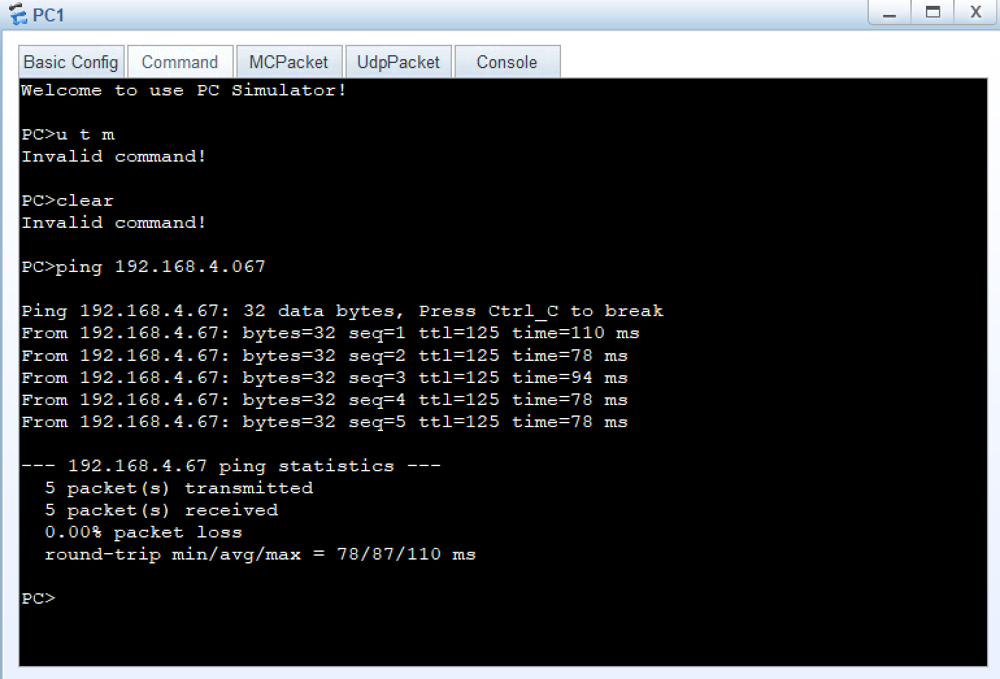 PC1
X
Basic Config Command MCPacket UdpPacket Console
Welcome to use PC Simulator!
PC>u t m
Invalid command!
PC>clear
Invalid command!
PC>ping 192.168.4.067
Ping 192.168.4.67: 32 data bytes, Press Ctrl_C to break
From 192.168.4.67: bytes=32 seq=1 ttl=125 time=110 ms
From 192.168.4.67: bytes=32 seq=2 ttl=125 time=78 ms
From 192.168.4.67: bytes=32 seq=3 ttl=125 time=94 ms
From 192.168.4.67: bytes=32 seq=4 ttl=125 time=78 ms
From 192.168.4.67: bytes=32 seq=5 ttl=125 time=78 ms
--- 192.168.4.67 ping statistics ---
5 packet(s) transmitted
5 packet(s) received
0.00% packet loss
round-trip min/avg/max = 78/87/110 ms
PC>